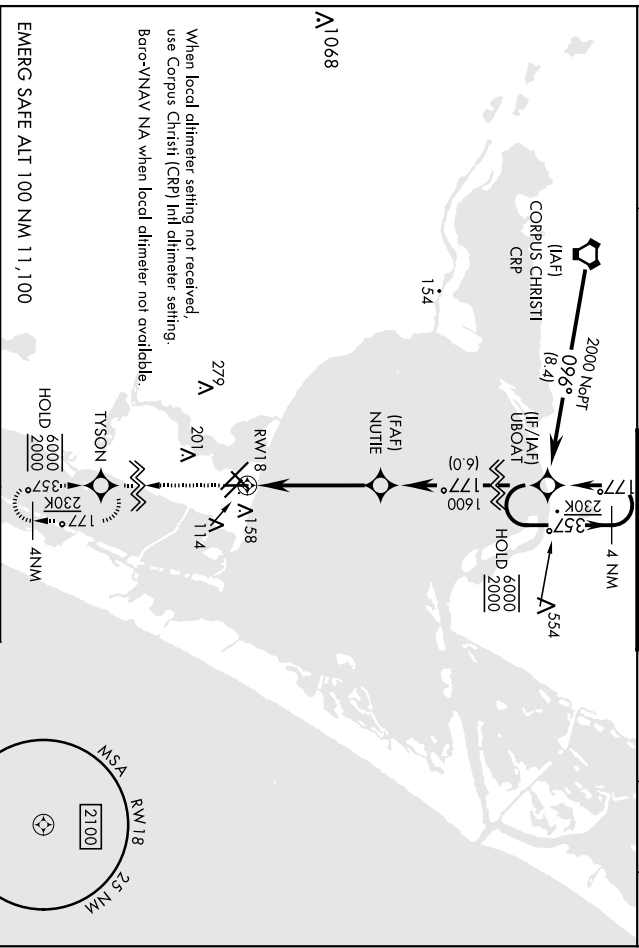 1068
When local altimeter setting not received,
use Corpus Christi (CRP) Intl altimeter setting.
Baro-VNAV NA when local altimeter not available.
EMERG SAFE ALT 100 NM 11,100
(IAF)
CORPUS CHRISTI
CRP
2000 NoPT
096°
(8.4)
154
(IF/IAF)
UBOAT
177°
230K
357°
4 NM
HOLD
6000
2000
554
1600
177°
(6.0)
(FAF)
NUTIE
279
201
RW18
158
114
TYSON
HOLD
6000
2000
357°
230K
177°
4NM
MSA RW18 25 NM
2100